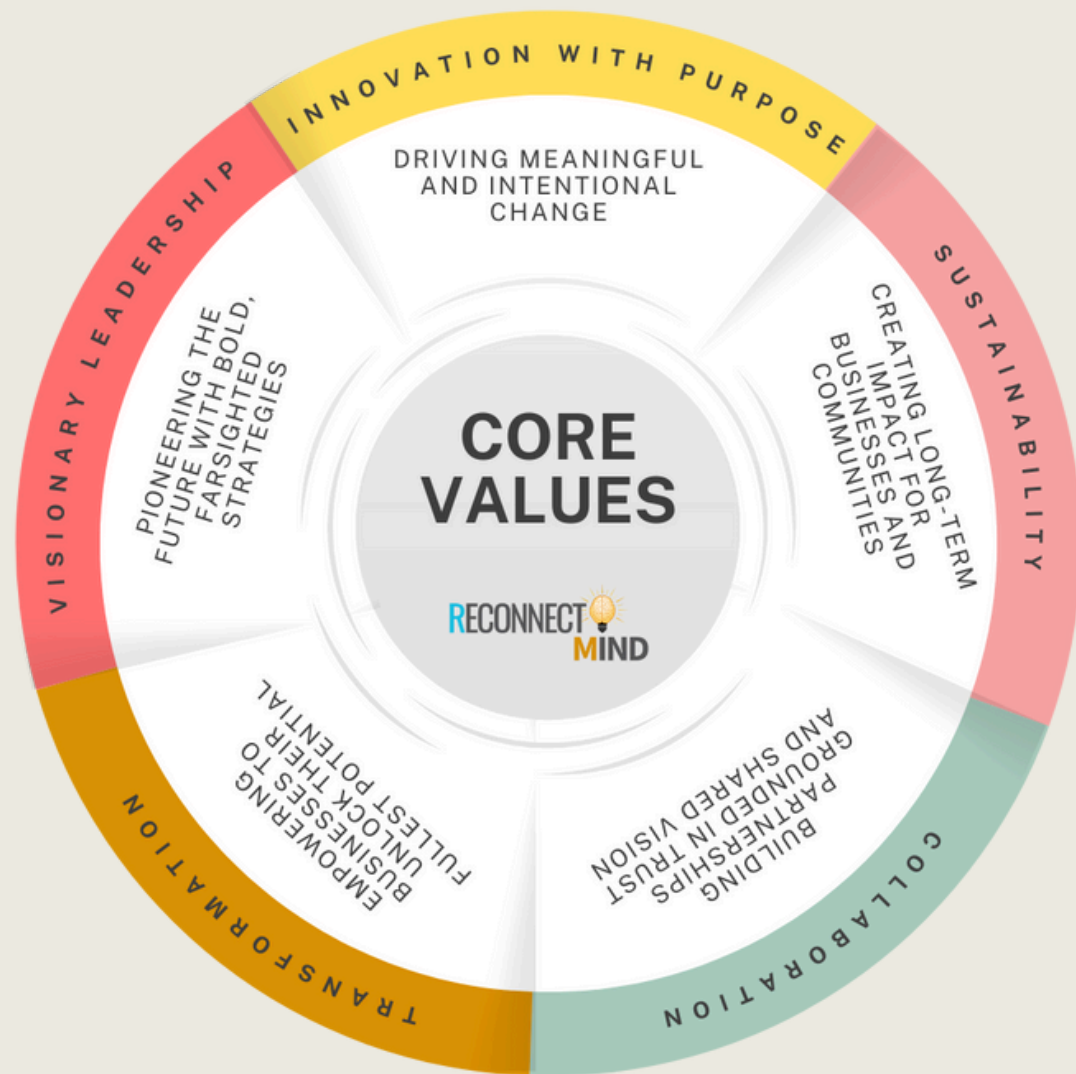 INNOVATION WITH PURPOSE
DRIVING MEANINGFUL
AND INTENTIONAL
CHANGE
SUSTAINABILITY
CREATING LONG-TERM
IMPACT FOR
BUSINESSES AND
COMMUNITIES
COLLABORATION
BUILDING
PARTNERSHIPS
GROUNDED IN TRUST
AND SHARED VISION
TRANSFORMATION
EMPOWERING
BUSINESSES TO
UNLOCK THEIR
FULLEST POTENTIAL
VISIONARY LEADERSHIP
PIONEERING THE
FUTURE WITH BOLD,
FARSIGHTED
STRATEGIES
CORE
VALUES
RECONNECT
MIND